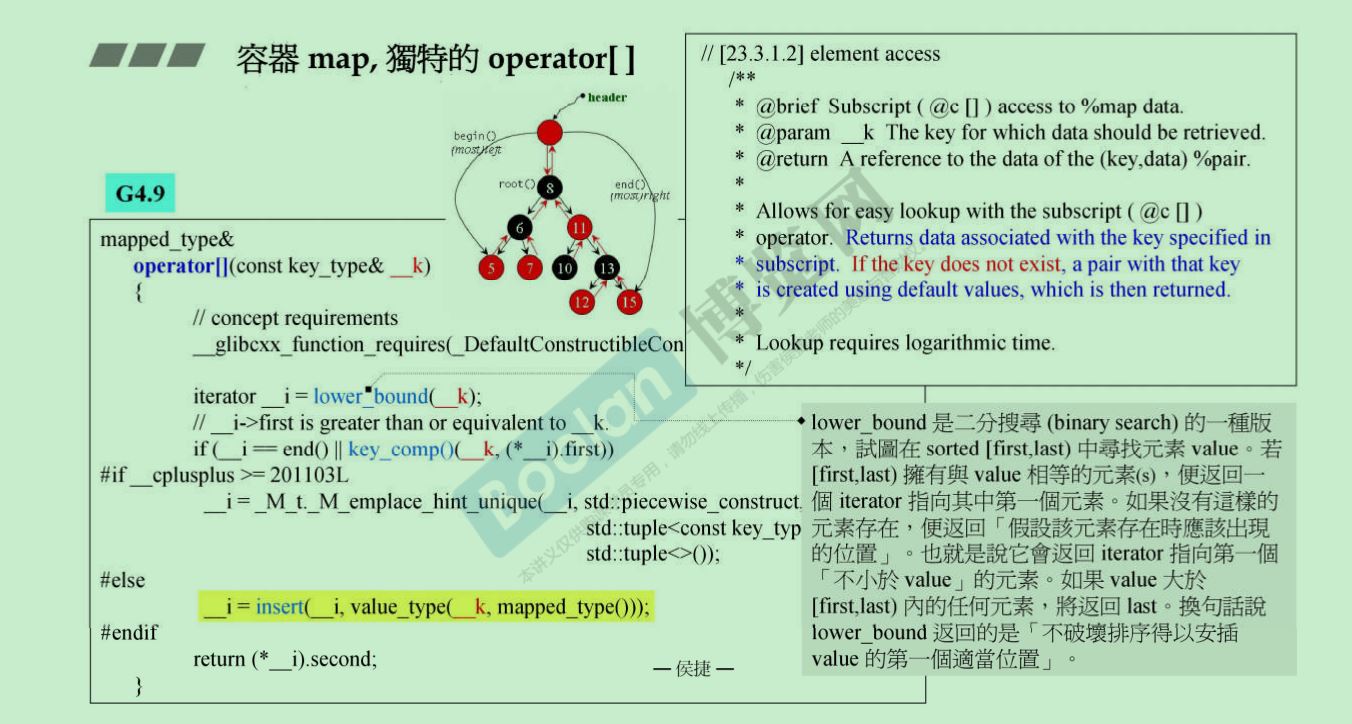 容器 map, 獨特的 operator[ ]
header
begin()
(most)left
root()
end()
(most)right
8
6
11
5
7
10
13
12
15
G4.9
mapped_type&
operator[](const key_type& __k)
{
// concept requirements
__glibcxx_function_requires(_DefaultConstructibleCon
iterator __i = lower_bound(__k);
// __i->first is greater than or equivalent to __k.
if (__i == end() || key_comp()(__k, (*__i).first))
#if __cplusplus >= 201103L
__i = _M_t._M_emplace_hint_unique(__i, std::piecewise_construct,
std::tuple<const key_typ
std::tuple<>());
#else
__i = insert(__i, value_type(__k, mapped_type()));
#endif
return (*__i).second;
}
— 侯捷 —
// [23.3.1.2] element access
/**
* @brief Subscript ( @c [] ) access to %map data.
* @param __k The key for which data should be retrieved.
* @return A reference to the data of the (key,data) %pair.
*
* Allows for easy lookup with the subscript ( @c [] )
* operator. Returns data associated with the key specified in
* subscript. If the key does not exist, a pair with that key
* is created using default values, which is then returned.
*
* Lookup requires logarithmic time.
*/
lower_bound 是二分搜尋 (binary search) 的一種版
本，試圖在 sorted [first,last) 中尋找元素 value。若
[first,last) 擁有與 value 相等的元素(s)，便返回一
個 iterator 指向其中第一個元素。如果沒有這樣的
元素存在，便返回「假設該元素存在時應該出現
的位置」。也就是說它會返回 iterator 指向第一個
「不小於 value」的元素。如果 value 大於
[first,last) 內的任何元素，將返回 last。換句話說
lower_bound 返回的是「不破壞排序得以安插
value 的第一個適當位置」。
Boolan
博览网